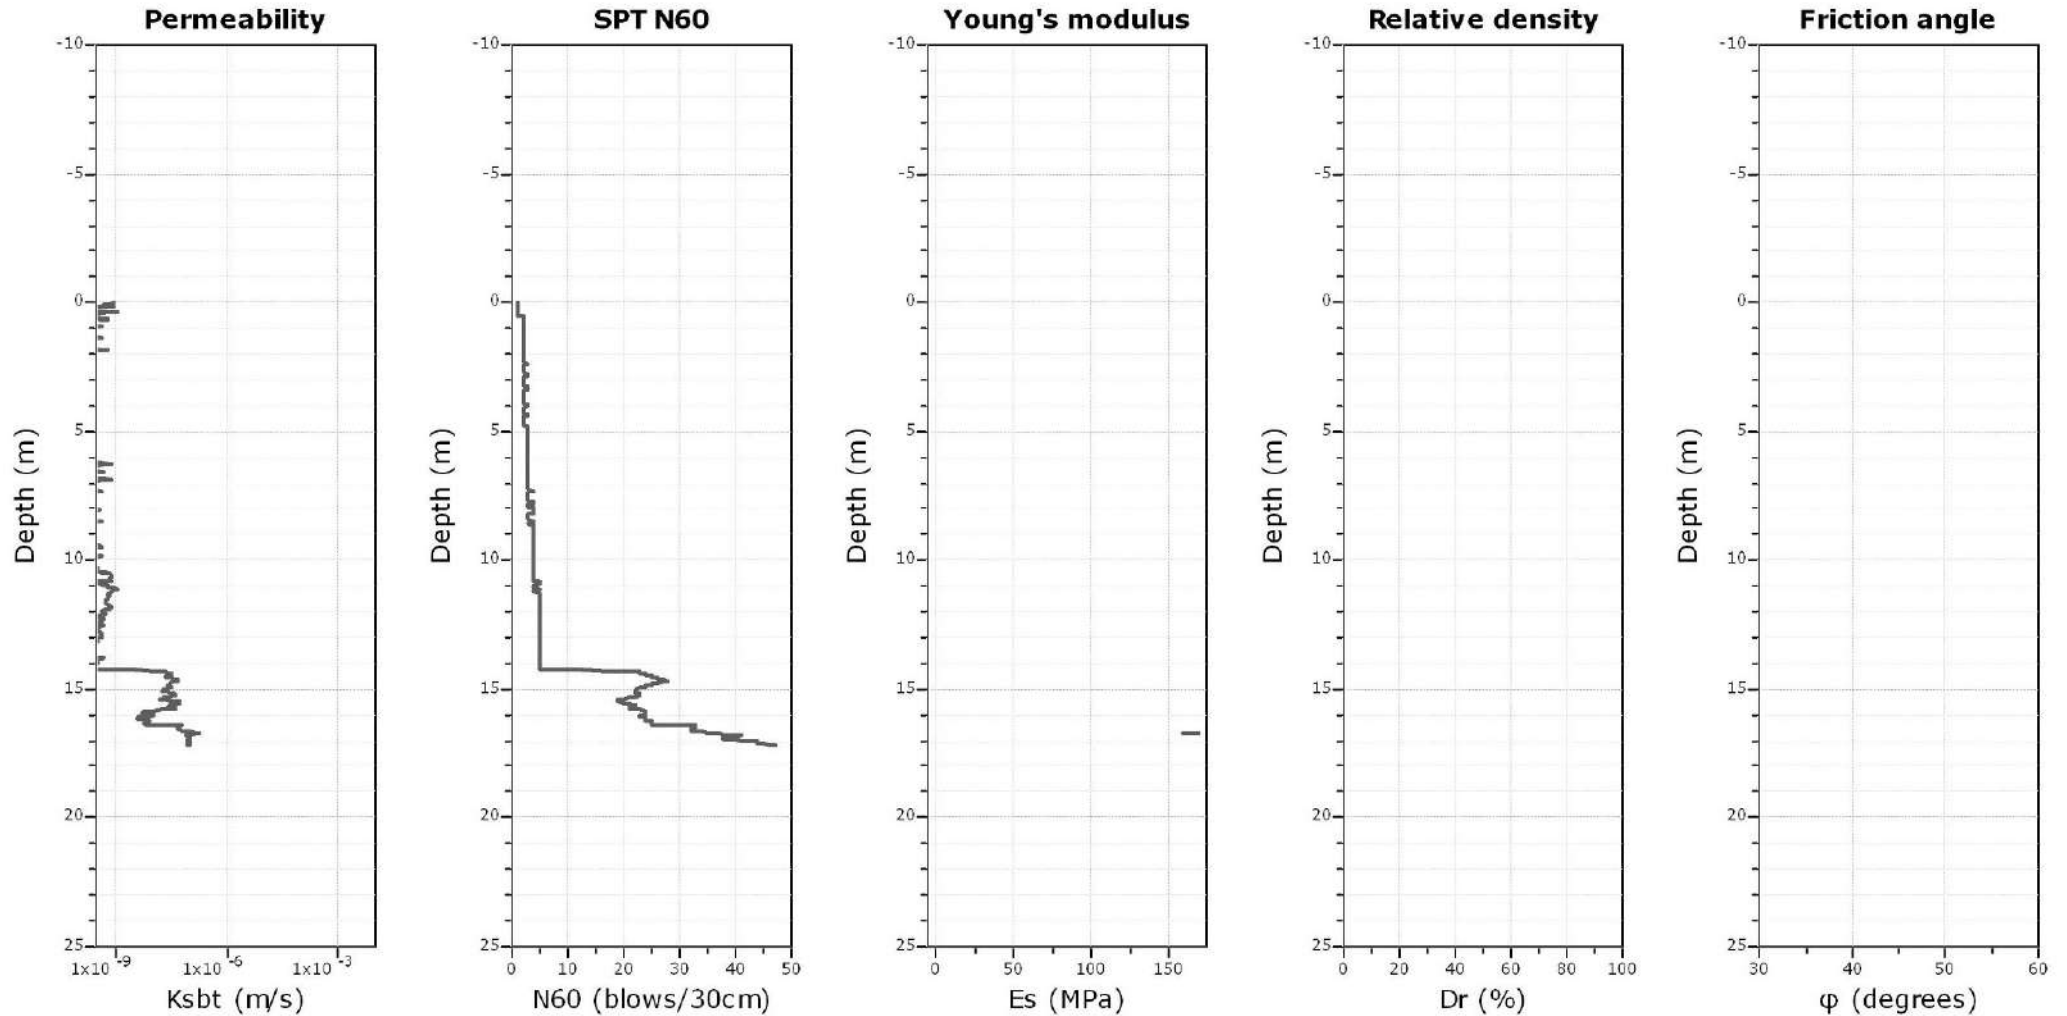 Permeability
SPT N60
Young's modulus
Relative density
Friction angle
-10
-5
0
5
10
15
20
25
Depth (m)
1x10-9
1x10-6
1x10-3
Ksbt (m/s)
-10
-5
0
5
10
15
20
25
Depth (m)
0 10 20 30 40 50
N60 (blows/30cm)
-10
-5
0
5
10
15
20
25
Depth (m)
0 50 100 150
Es (MPa)
-10
-5
0
5
10
15
20
25
Depth (m)
0 20 40 60 80 100
Dr (%)
-10
-5
0
5
10
15
20
25
Depth (m)
30 40 50 60
φ (degrees)